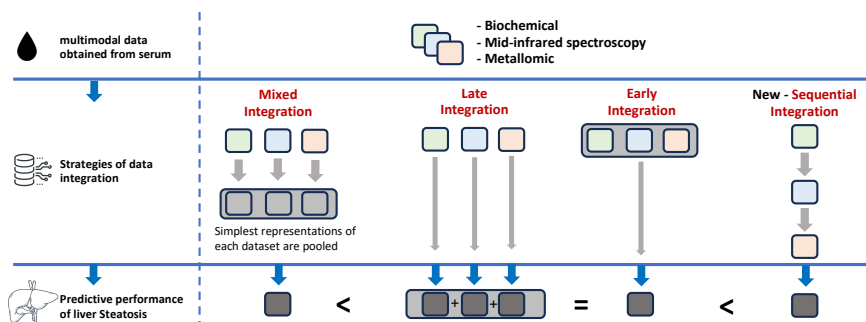 multimodal data
obtained from serum
- Biochemical
- Mid-infrared spectroscopy
- Metallomic
Strategies of data
integration
Mixed
Integration
Late
Integration
Early
Integration
New - Sequential
Integration
Simplest representations of
each dataset are pooled
Predictive performance
of liver Steatosis
< + + = <